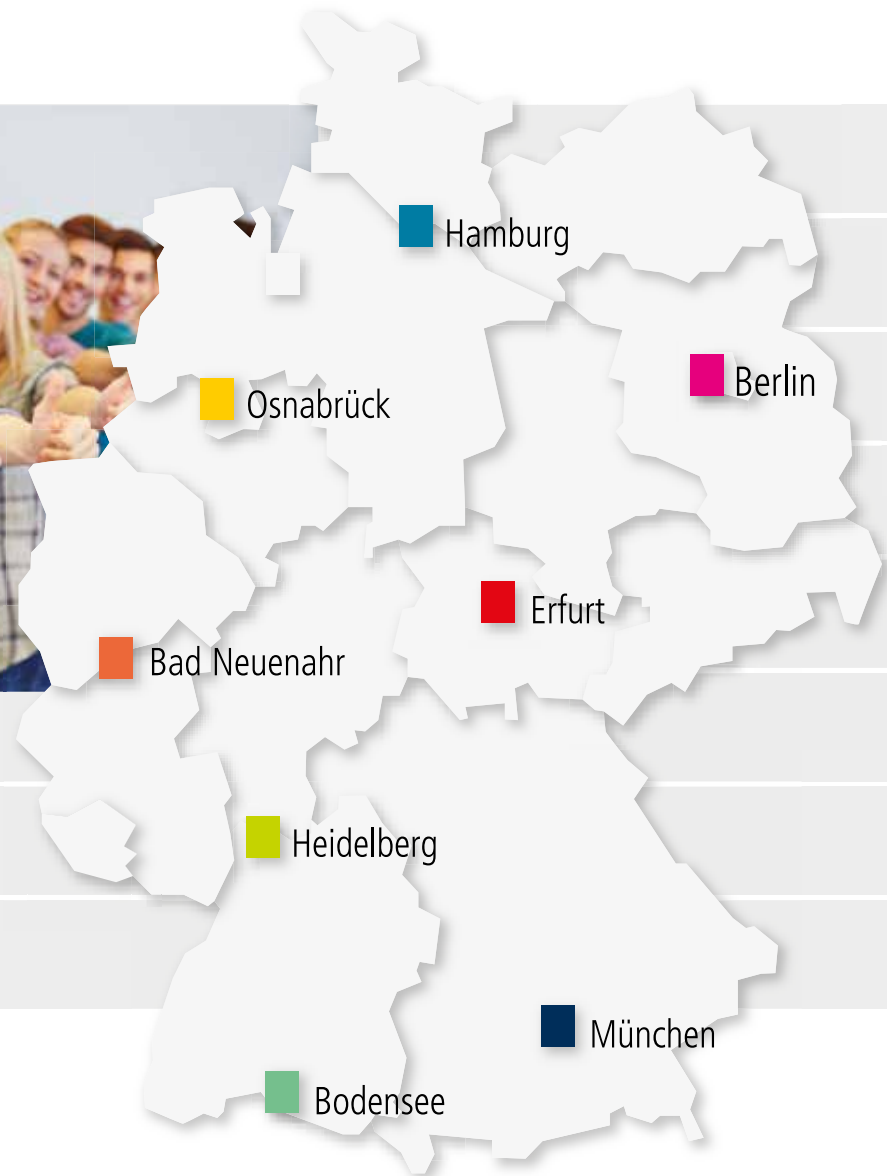 Hamburg
Berlin
Osnabrück
Erfurt
Bad Neuenahr
Heidelberg
München
Bodensee